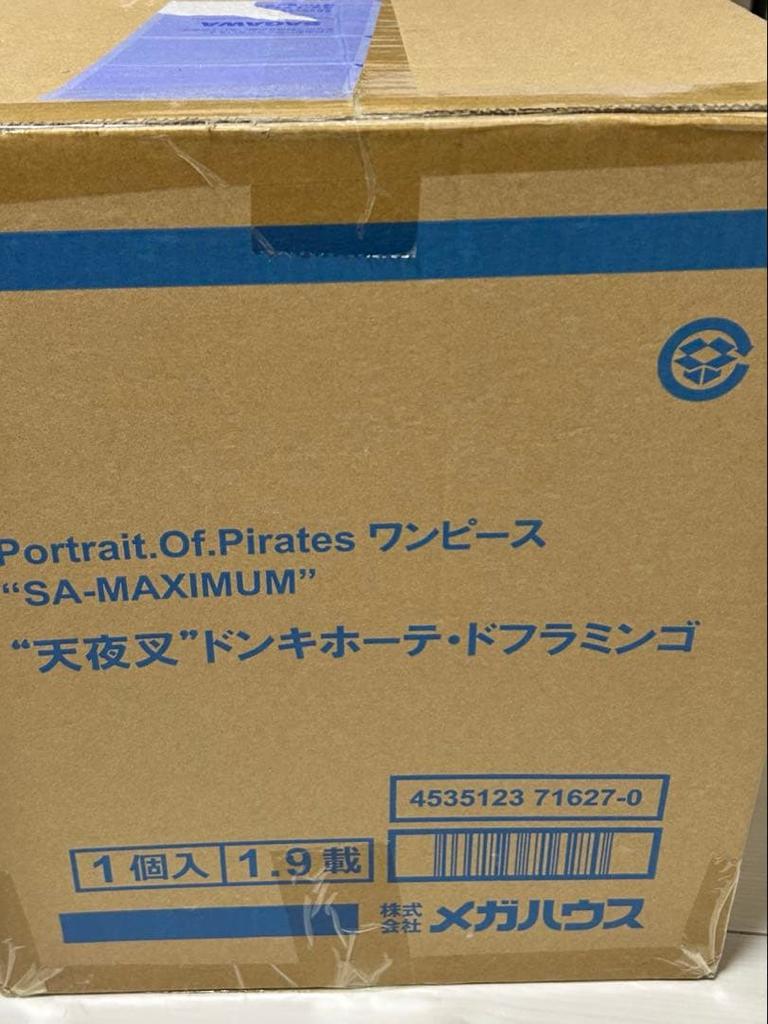 SAGAWA
Portrait.Of.Pirates ワンピース
“SA-MAXIMUM”
“天夜叉”ドンキホーテ・ドフラミンゴ
4535123 71627-0
1個入 1.9 載
株式会社 メガハウス